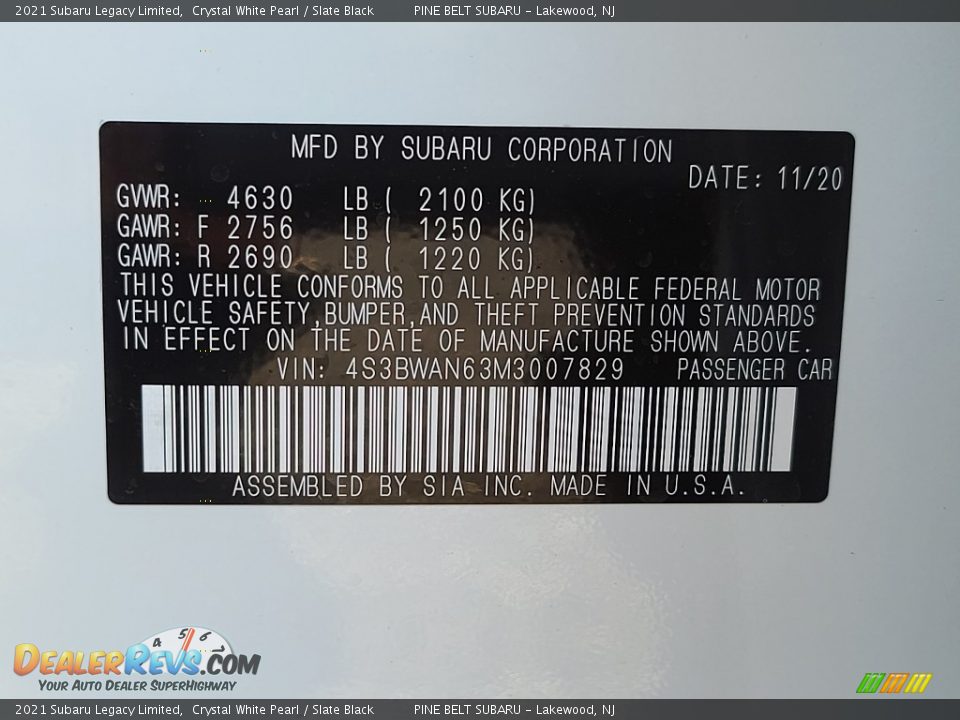 2021 Subaru Legacy Limited, Crystal White Pearl / Slate Black PINE BELT SUBARU - Lakewood, NJ
MFD BY SUBARU CORPORATION
DATE: 11/20
GVWR: 4630 LB ( 2100 KG)
GAWR: F 2756 LB ( 1250 KG)
GAWR: R 2690 LB ( 1220 KG)
THIS VEHICLE CONFORMS TO ALL APPLICABLE FEDERAL MOTOR
VEHICLE SAFETY,BUMPER,AND THEFT PREVENTION STANDARDS
IN EFFECT ON THE DATE OF MANUFACTURE SHOWN ABOVE.
VIN: 4S3BWAN63M3007829 PASSENGER CAR
ASSEMBLED BY SIA INC. MADE IN U.S.A.
4 5 6 7
DEALERREVS.COM
YOUR AUTO DEALER SUPERHIGHWAY
2021 Subaru Legacy Limited, Crystal White Pearl / Slate Black PINE BELT SUBARU - Lakewood, NJ